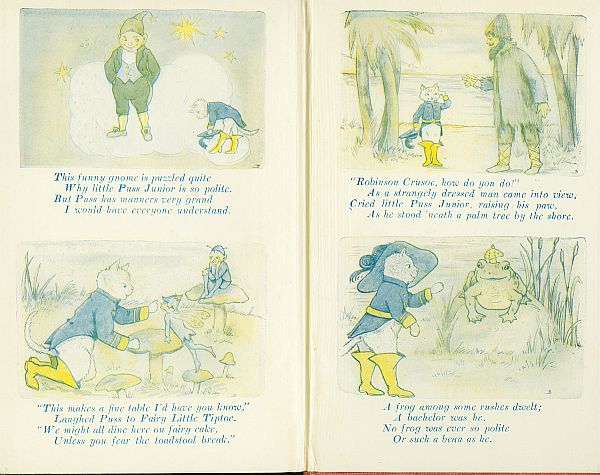 This funny gnome is puzzled quite
Why little Puss Junior is so polite.
But Puss has manners very grand
I would have everyone understand.
"This makes a fine table I'd have you know,"
Laughed Puss to Fairy Little Tiptoe.
"We might all dine here on fairy cake,
Unless you fear the toadstool break."
"Robinson Crusoe, how do you do!"
As a strangely dressed man came into view,
Cried little Puss Junior, raising his paw,
As he stood 'neath a palm tree by the shore.
A frog among some rushes dwelt;
A bachelor was he.
No frog was ever so polite
Or such a beau as he.